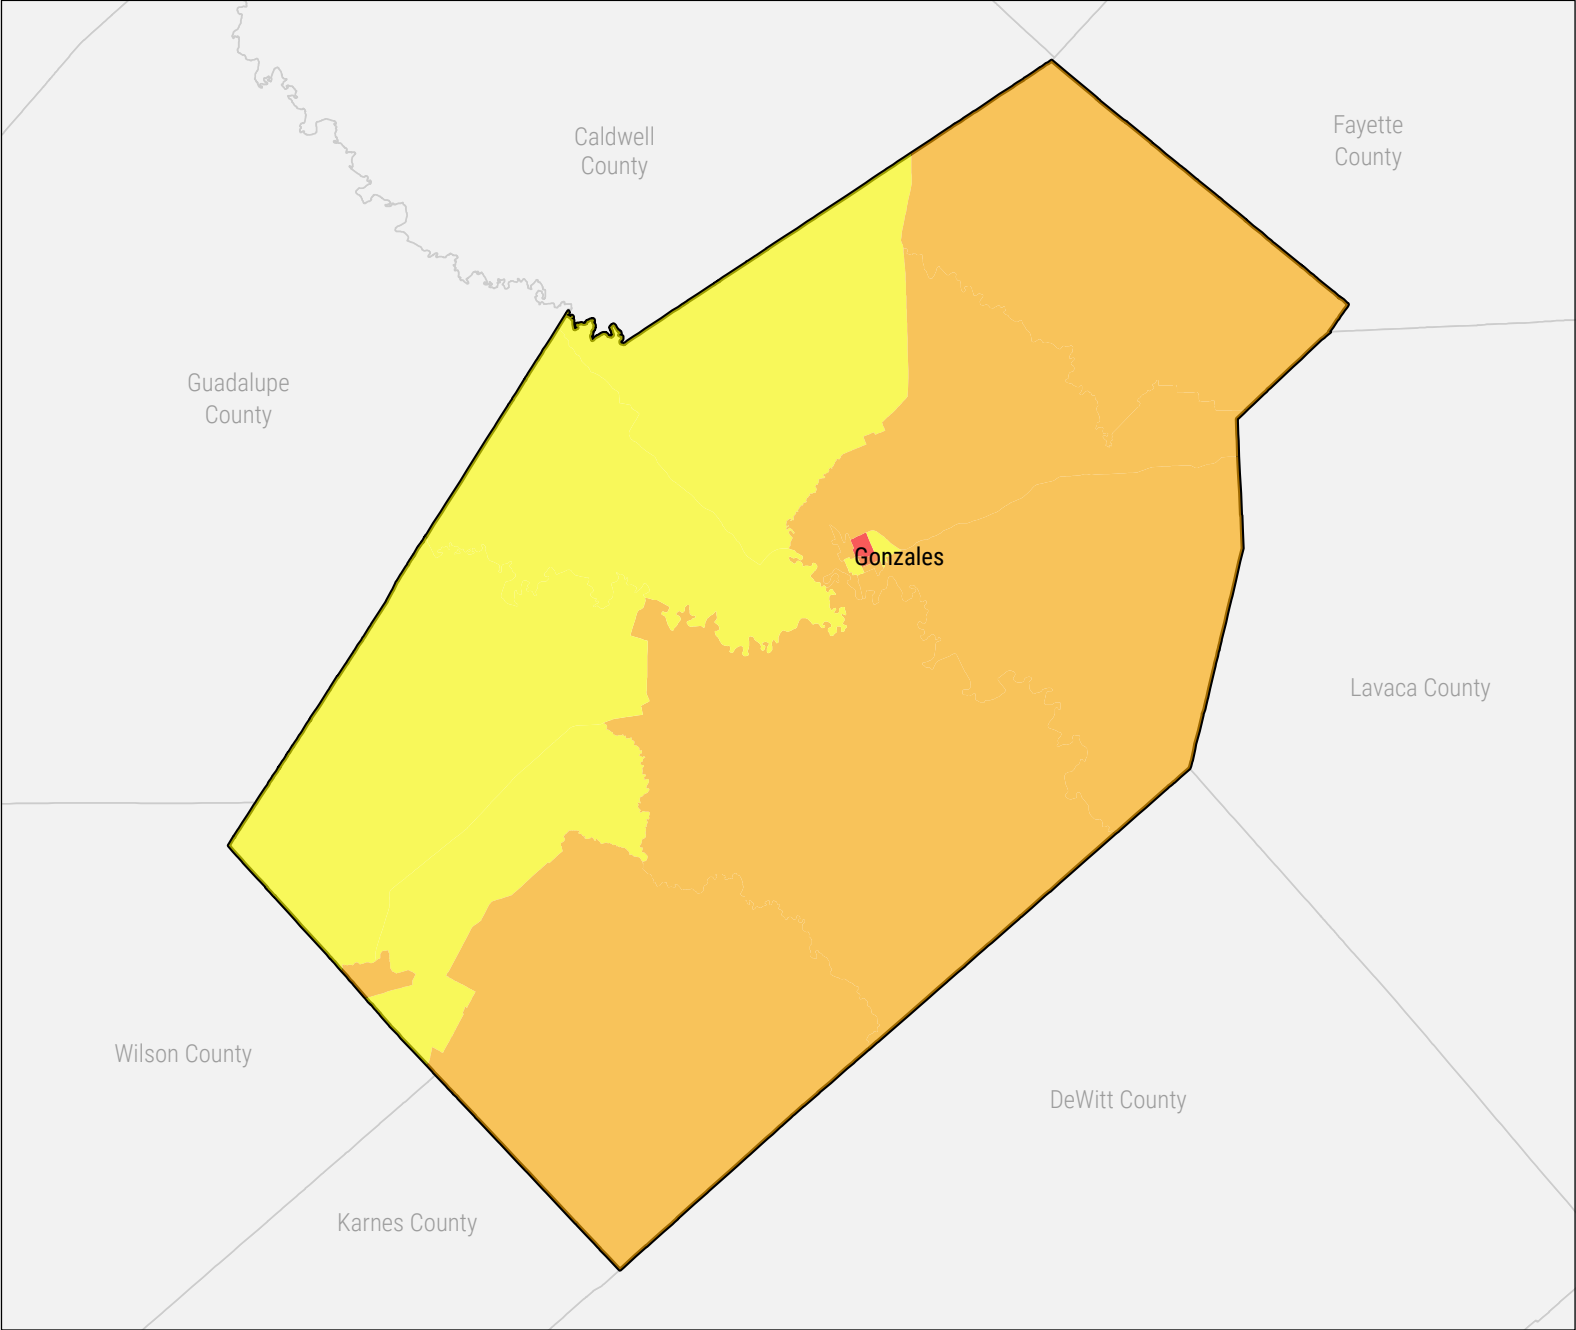 Caldwell
County
Fayette
County
Guadalupe
County
Gonzales
Lavaca County
Wilson County
DeWitt County
Karnes County